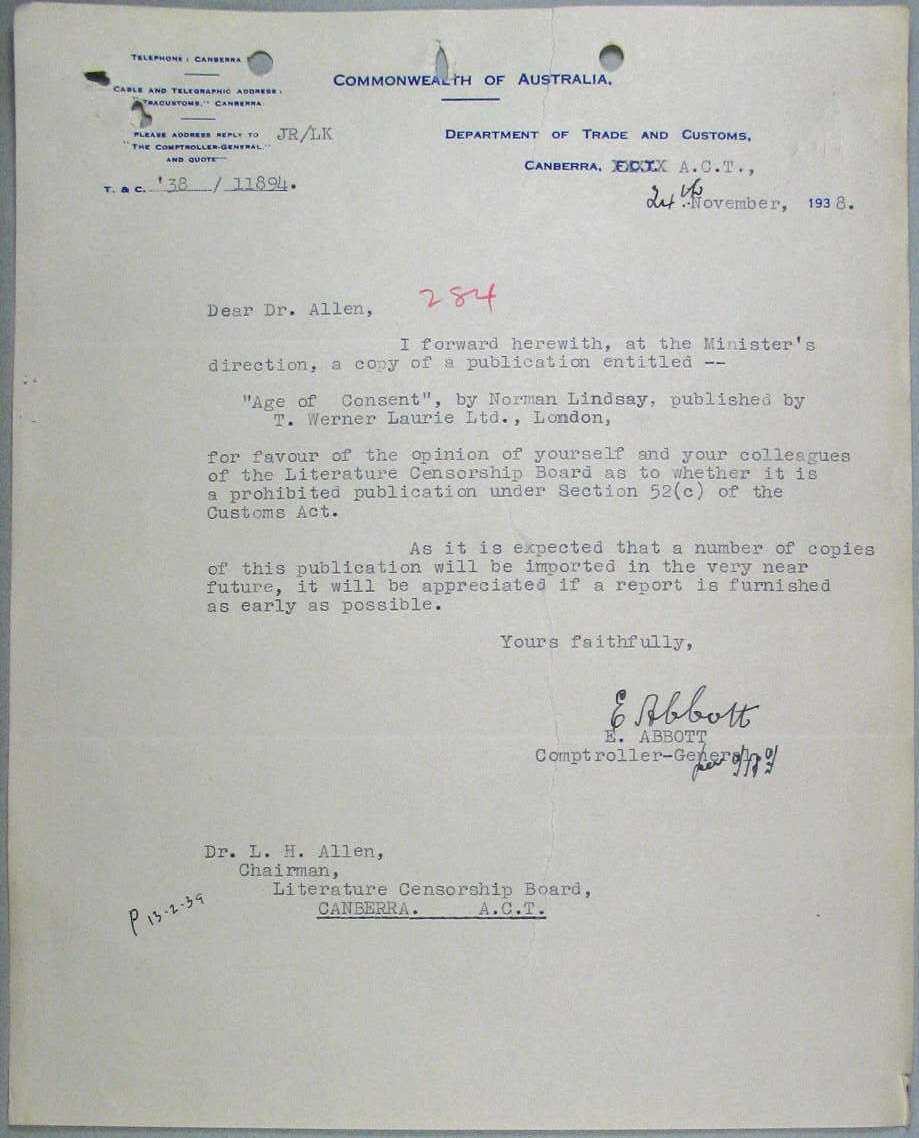 TELEPHONE: CANBERRA
CABLE AND TELEGRAPHIC ADDRESS:
"TRACUSTOMS." CANBERRA
PLEASE ADDRESS REPLY TO JR/LK
"THE COMPTROLLER-GENERAL."
AND QUOTE—
T. & C. '38 / 11894.
COMMONWEALTH OF AUSTRALIA.
DEPARTMENT OF TRADE AND CUSTOMS,
CANBERRA, F.C.T. A.C.T.,
24th November, 1938.
284
Dear Dr. Allen,
I forward herewith, at the Minister's
direction, a copy of a publication entitled --
"Age of Consent", by Norman Lindsay, published by
T. Werner Laurie Ltd., London,
for favour of the opinion of yourself and your colleagues
of the Literature Censorship Board as to whether it is
a prohibited publication under Section 52(c) of the
Customs Act.
As it is expected that a number of copies
of this publication will be imported in the very near
future, it will be appreciated if a report is furnished
as early as possible.
Yours faithfully,
E Abbott
E. ABBOTT
Comptroller-General
per
Dr. L. H. Allen,
Chairman,
Literature Censorship Board,
CANBERRA. A.C.T.
P 13-2-39